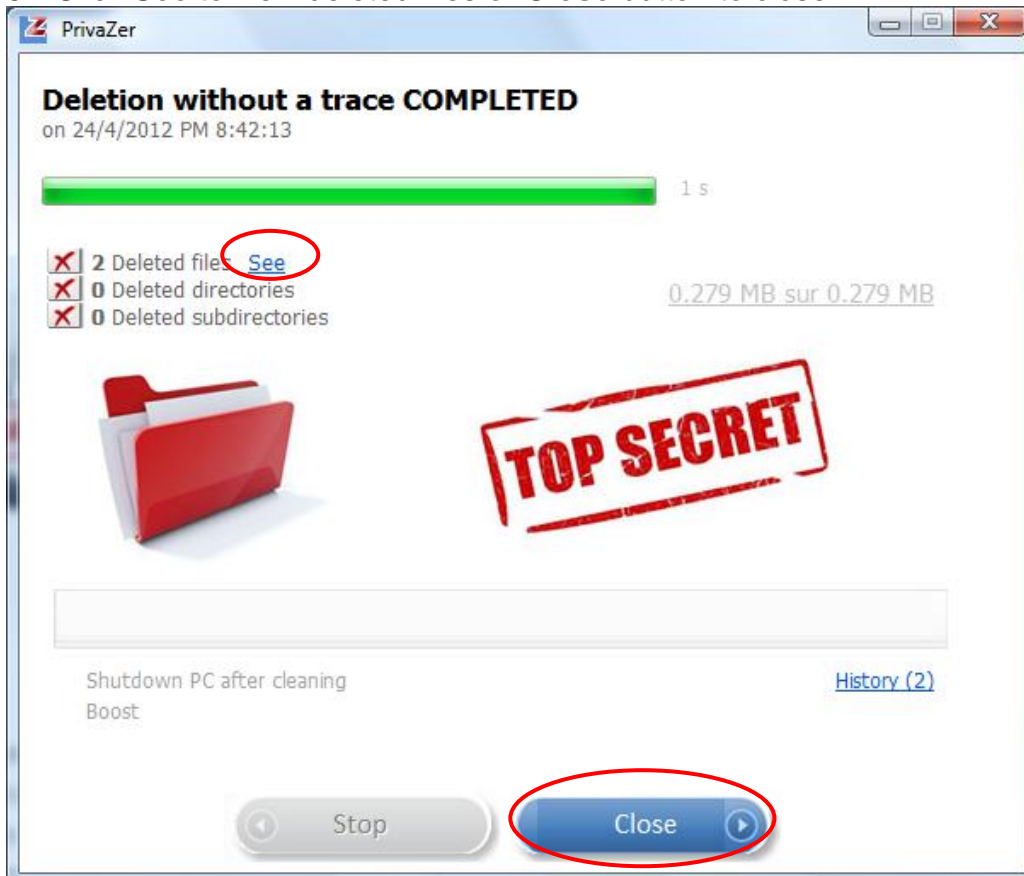 PrivaZer
Deletion without a trace COMPLETED
on 24/4/2012 PM 8:42:13
1 s
2 Deleted files See
0 Deleted directories
0.279 MB sur 0.279 MB
0 Deleted subdirectories
TOP SECRET
Shutdown PC after cleaning
History (2)
Boost
Stop
Close